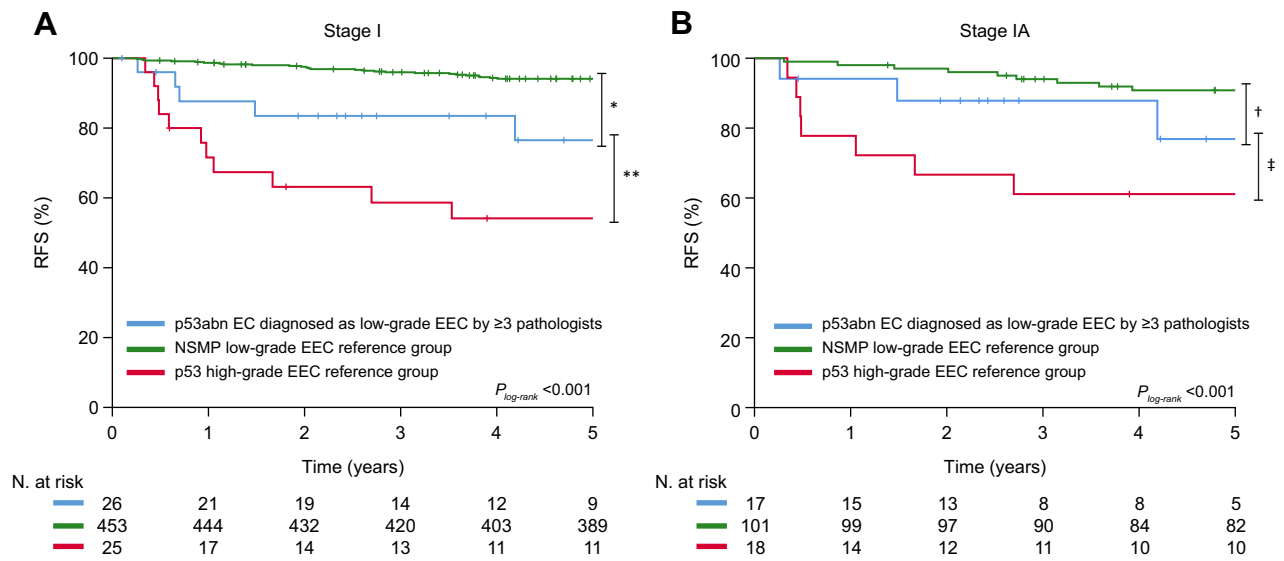 A
Stage I
100
80
60
40
20
0
RFS (%)
*
**
p53abn EC diagnosed as low-grade EEC by ≥3 pathologists
NSMP low-grade EEC reference group
p53 high-grade EEC reference group
P log-rank <0.001
0 1 2 3 4 5
Time (years)
N. at risk
26 21 19 14 12 9
453 444 432 420 403 389
25 17 14 13 11 11
B
Stage IA
100
80
60
40
20
0
RFS (%)
†
‡
p53abn EC diagnosed as low-grade EEC by ≥3 pathologists
NSMP low-grade EEC reference group
p53 high-grade EEC reference group
P log-rank <0.001
0 1 2 3 4 5
Time (years)
N. at risk
17 15 13 8 8 5
101 99 97 90 84 82
18 14 12 11 10 10